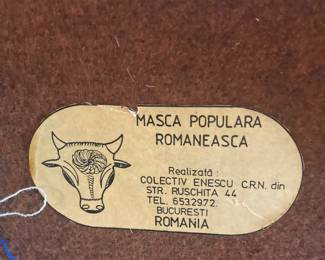 MASCA POPULARA
ROMANEASCA
Realizată :
COLECTIV ENESCU C.R.N. din
STR. RUSCHITA 44
TEL. 6532972
BUCURESTI
ROMANIA